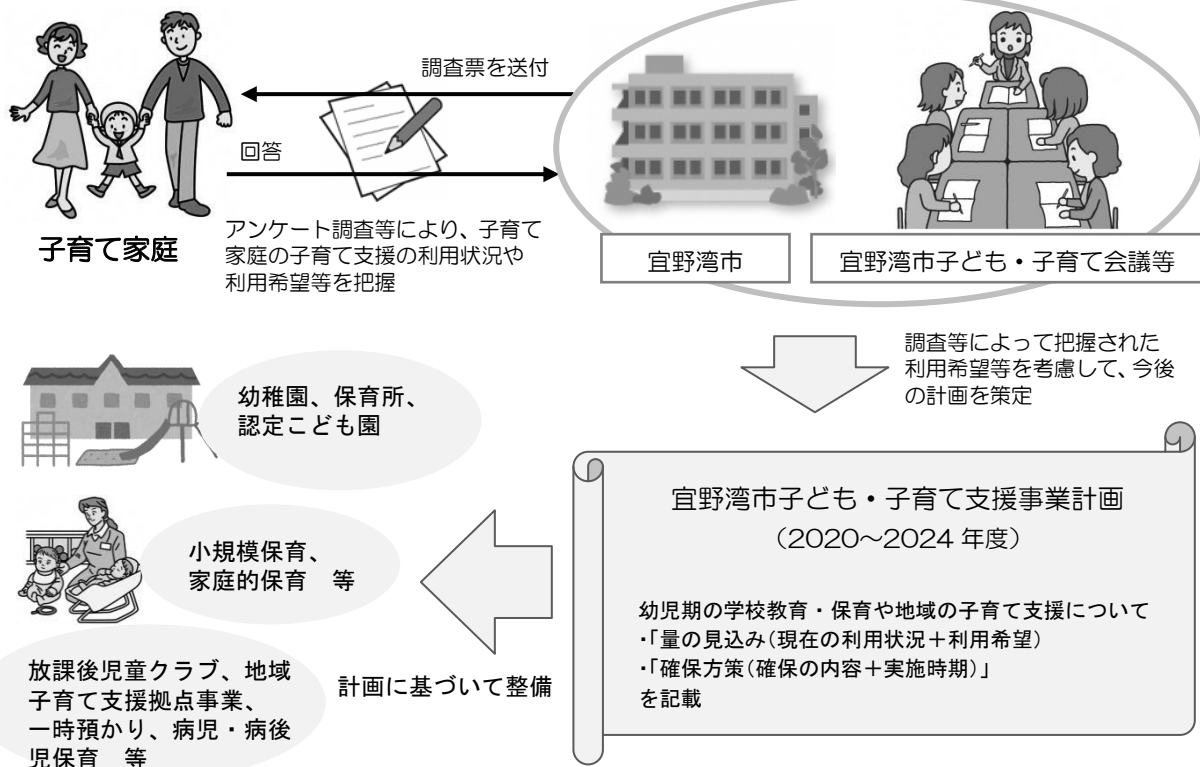 調査票を送付
回答
子育て家庭
アンケート調査等により、子育て
家庭の子育て支援の利用状況や
利用希望等を把握
宜野湾市
宜野湾市子ども・子育て会議等
調査等によって把握された
利用希望等を考慮して、今後
の計画を策定
幼稚園、保育所、
認定こども園
宜野湾市子ども・子育て支援事業計画
（2020～2024 年度）
小規模保育、
家庭的保育　等
幼児期の学校教育・保育や地域の子育て支援について
・「量の見込み（現在の利用状況＋利用希望）
・「確保方策（確保の内容＋実施時期）」
を記載
計画に基づいて整備
放課後児童クラブ、地域
子育て支援拠点事業、
一時預かり、病児・病後
児保育　等